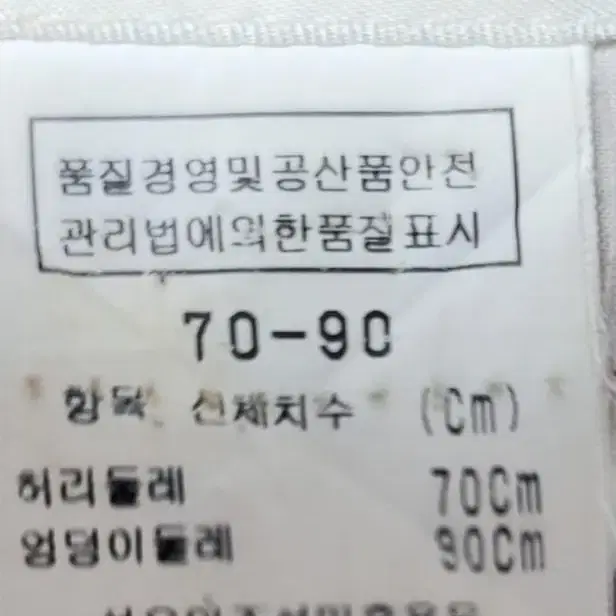 품질경영및공산품안전
관리법에의한품질표시
70-90
항목 신체치수 (Cm)
허리둘레 70Cm
엉덩이둘레 90Cm